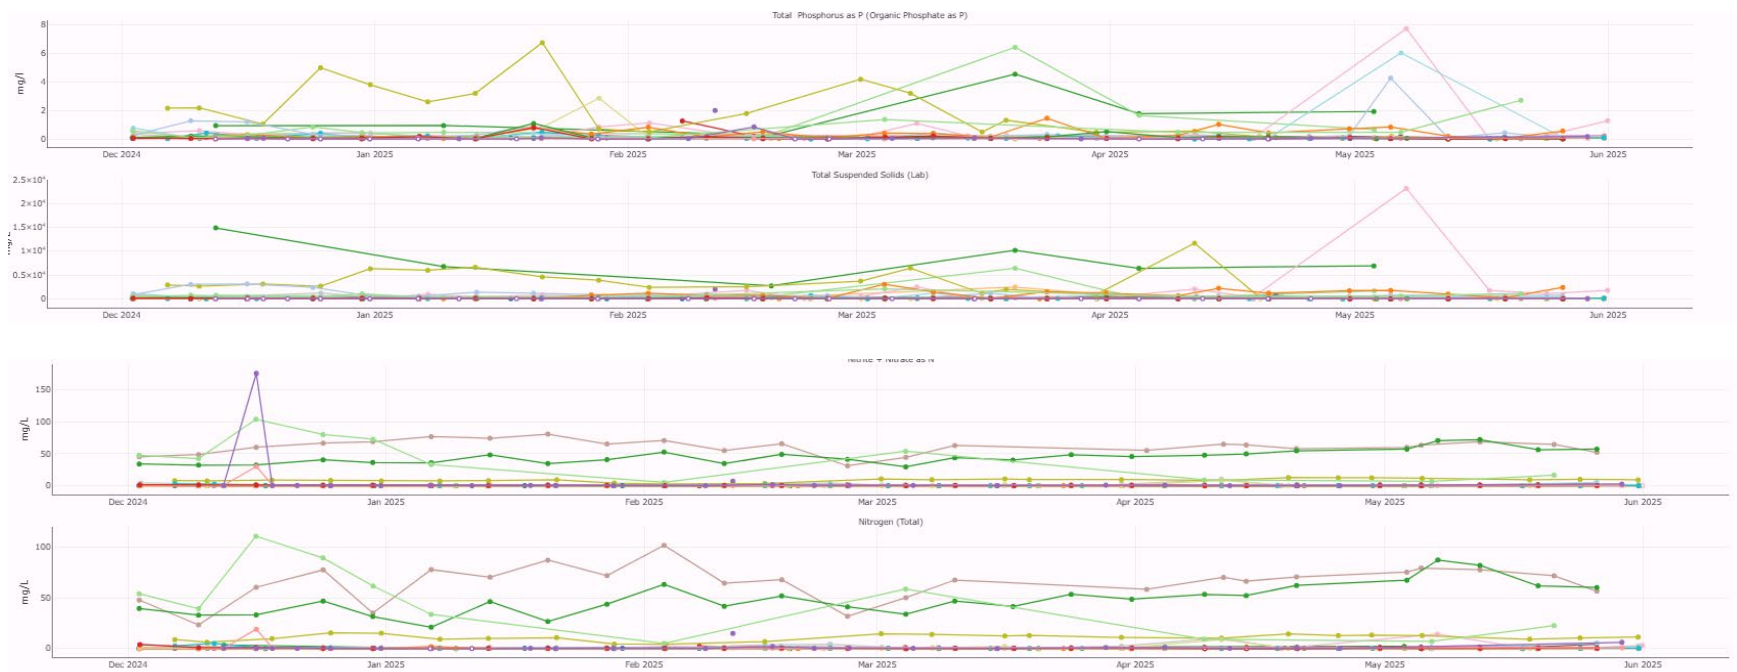 Total Phosphorus as P (Organic Phosphate as P)
8
6
4
2
0
mg/l
Dec 2024 Jan 2025 Feb 2025 Mar 2025 Apr 2025 May 2025 Jun 2025
Total Suspended Solids (Lab)
2.5×10⁴
2×10⁴
1.5×10⁴
1×10⁴
0.5×10⁴
0
mg/L
Dec 2024 Jan 2025 Feb 2025 Mar 2025 Apr 2025 May 2025 Jun 2025
Nitrite + Nitrate as N
150
100
50
0
mg/L
Dec 2024 Jan 2025 Feb 2025 Mar 2025 Apr 2025 May 2025 Jun 2025
Nitrogen (Total)
100
50
0
mg/L
Dec 2024 Jan 2025 Feb 2025 Mar 2025 Apr 2025 May 2025 Jun 2025